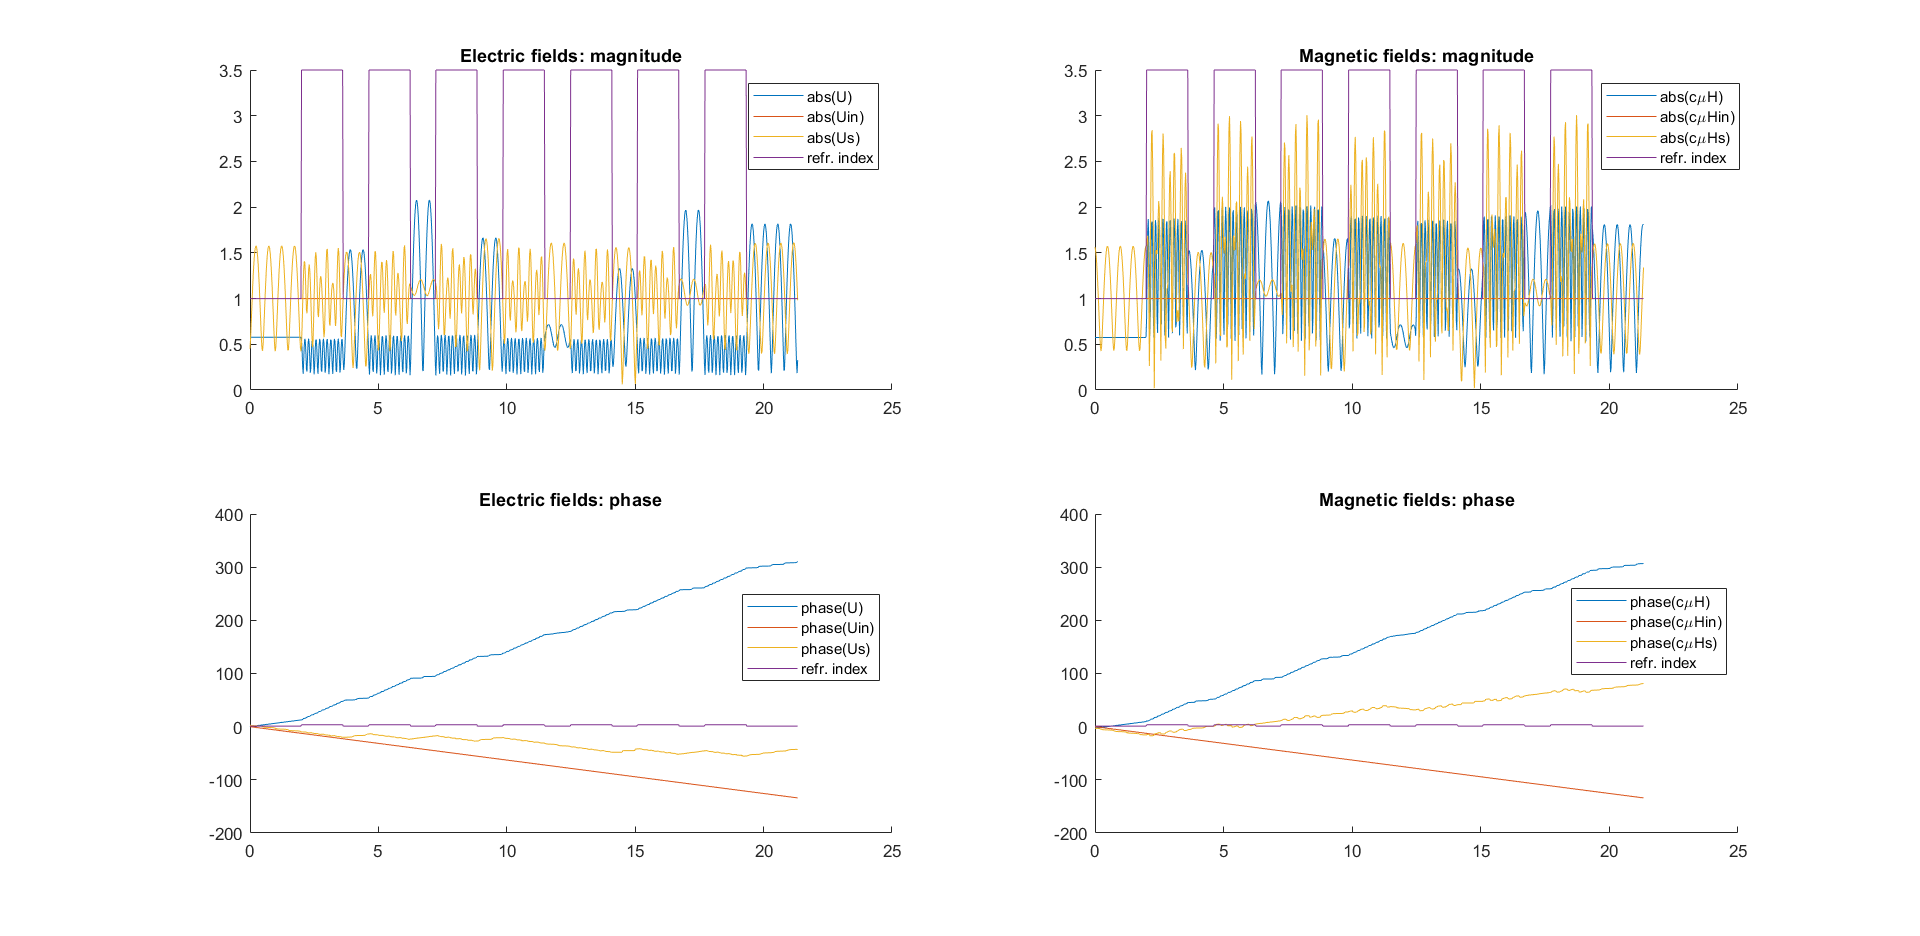 Electric fields: magnitude
3.5
3
2.5
2
1.5
1
0.5
0
0 5 10 15 20 25
abs(U)
abs(Uin)
abs(Us)
refr. index
Magnetic fields: magnitude
3.5
3
2.5
2
1.5
1
0.5
0
0 5 10 15 20 25
abs(cμH)
abs(cμHin)
abs(cμHs)
refr. index
Electric fields: phase
400
300
200
100
0
-100
-200
0 5 10 15 20 25
phase(U)
phase(Uin)
phase(Us)
refr. index
Magnetic fields: phase
400
300
200
100
0
-100
-200
0 5 10 15 20 25
phase(cμH)
phase(cμHin)
phase(cμHs)
refr. index